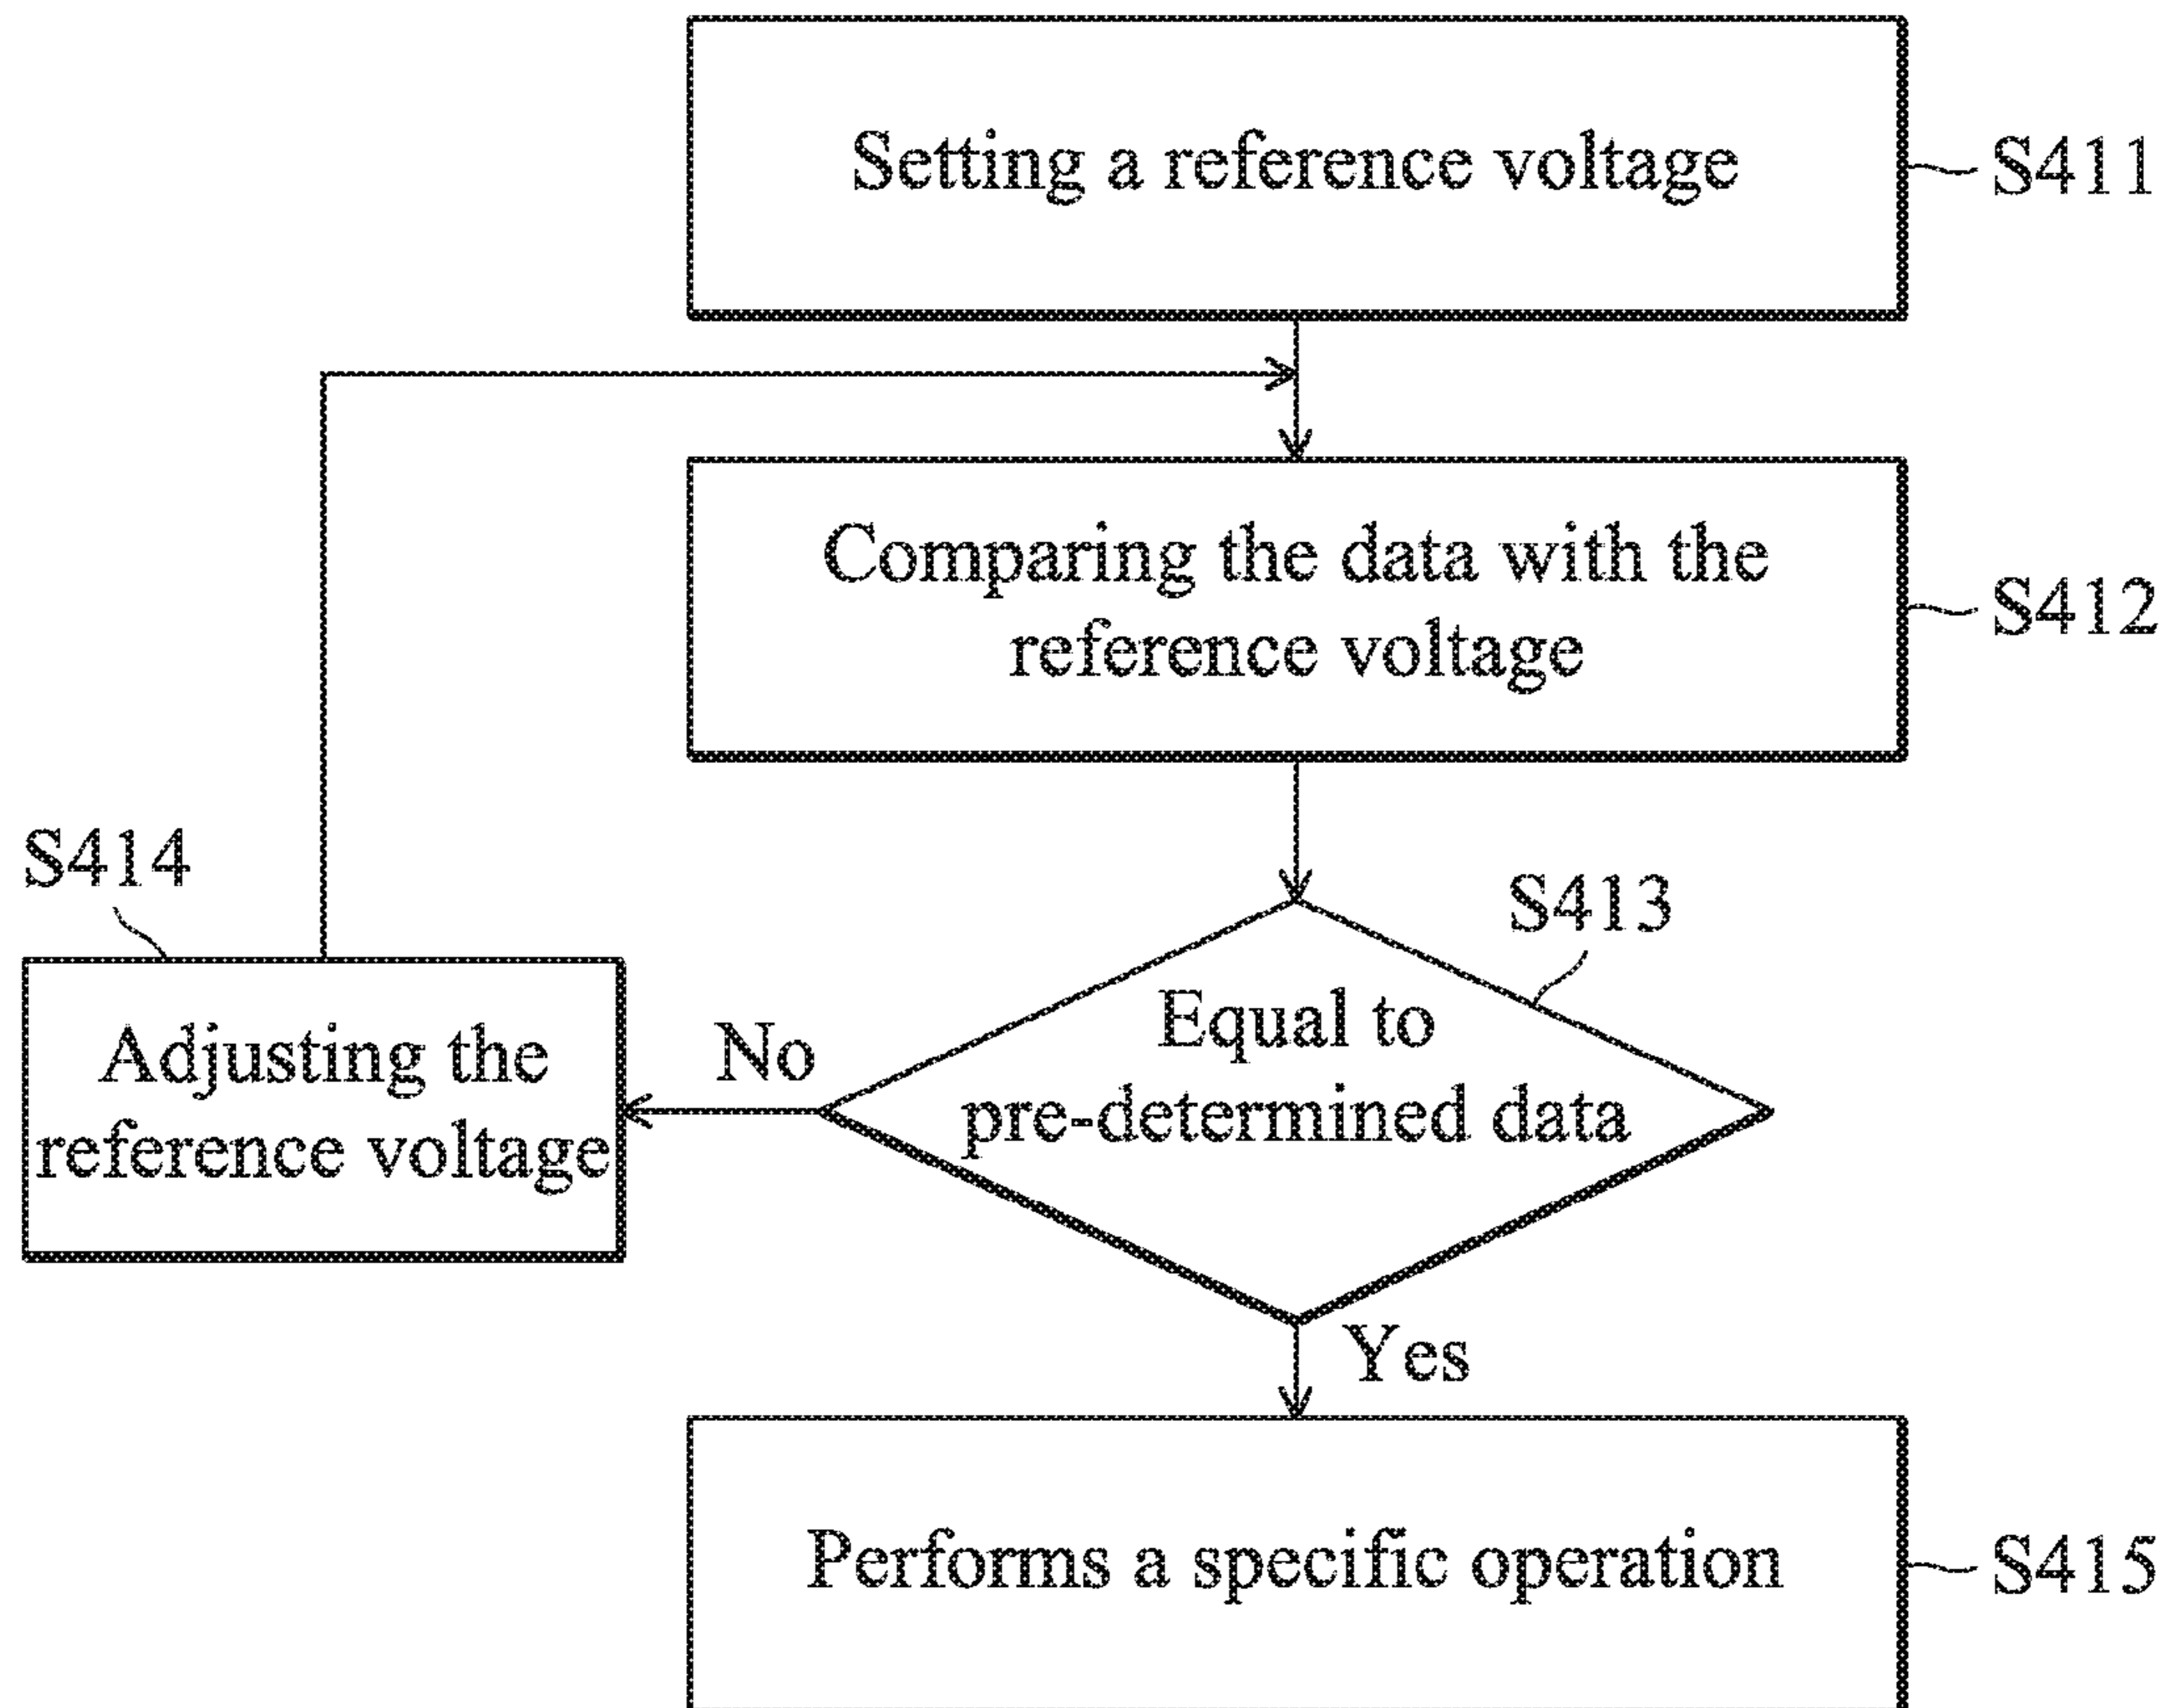 Setting a reference voltage
S411
Comparing the data with the
reference voltage
S412
S414
S413
Adjusting the
reference voltage
No
Equal to
pre-determined data
Yes
Performs a specific operation
S415